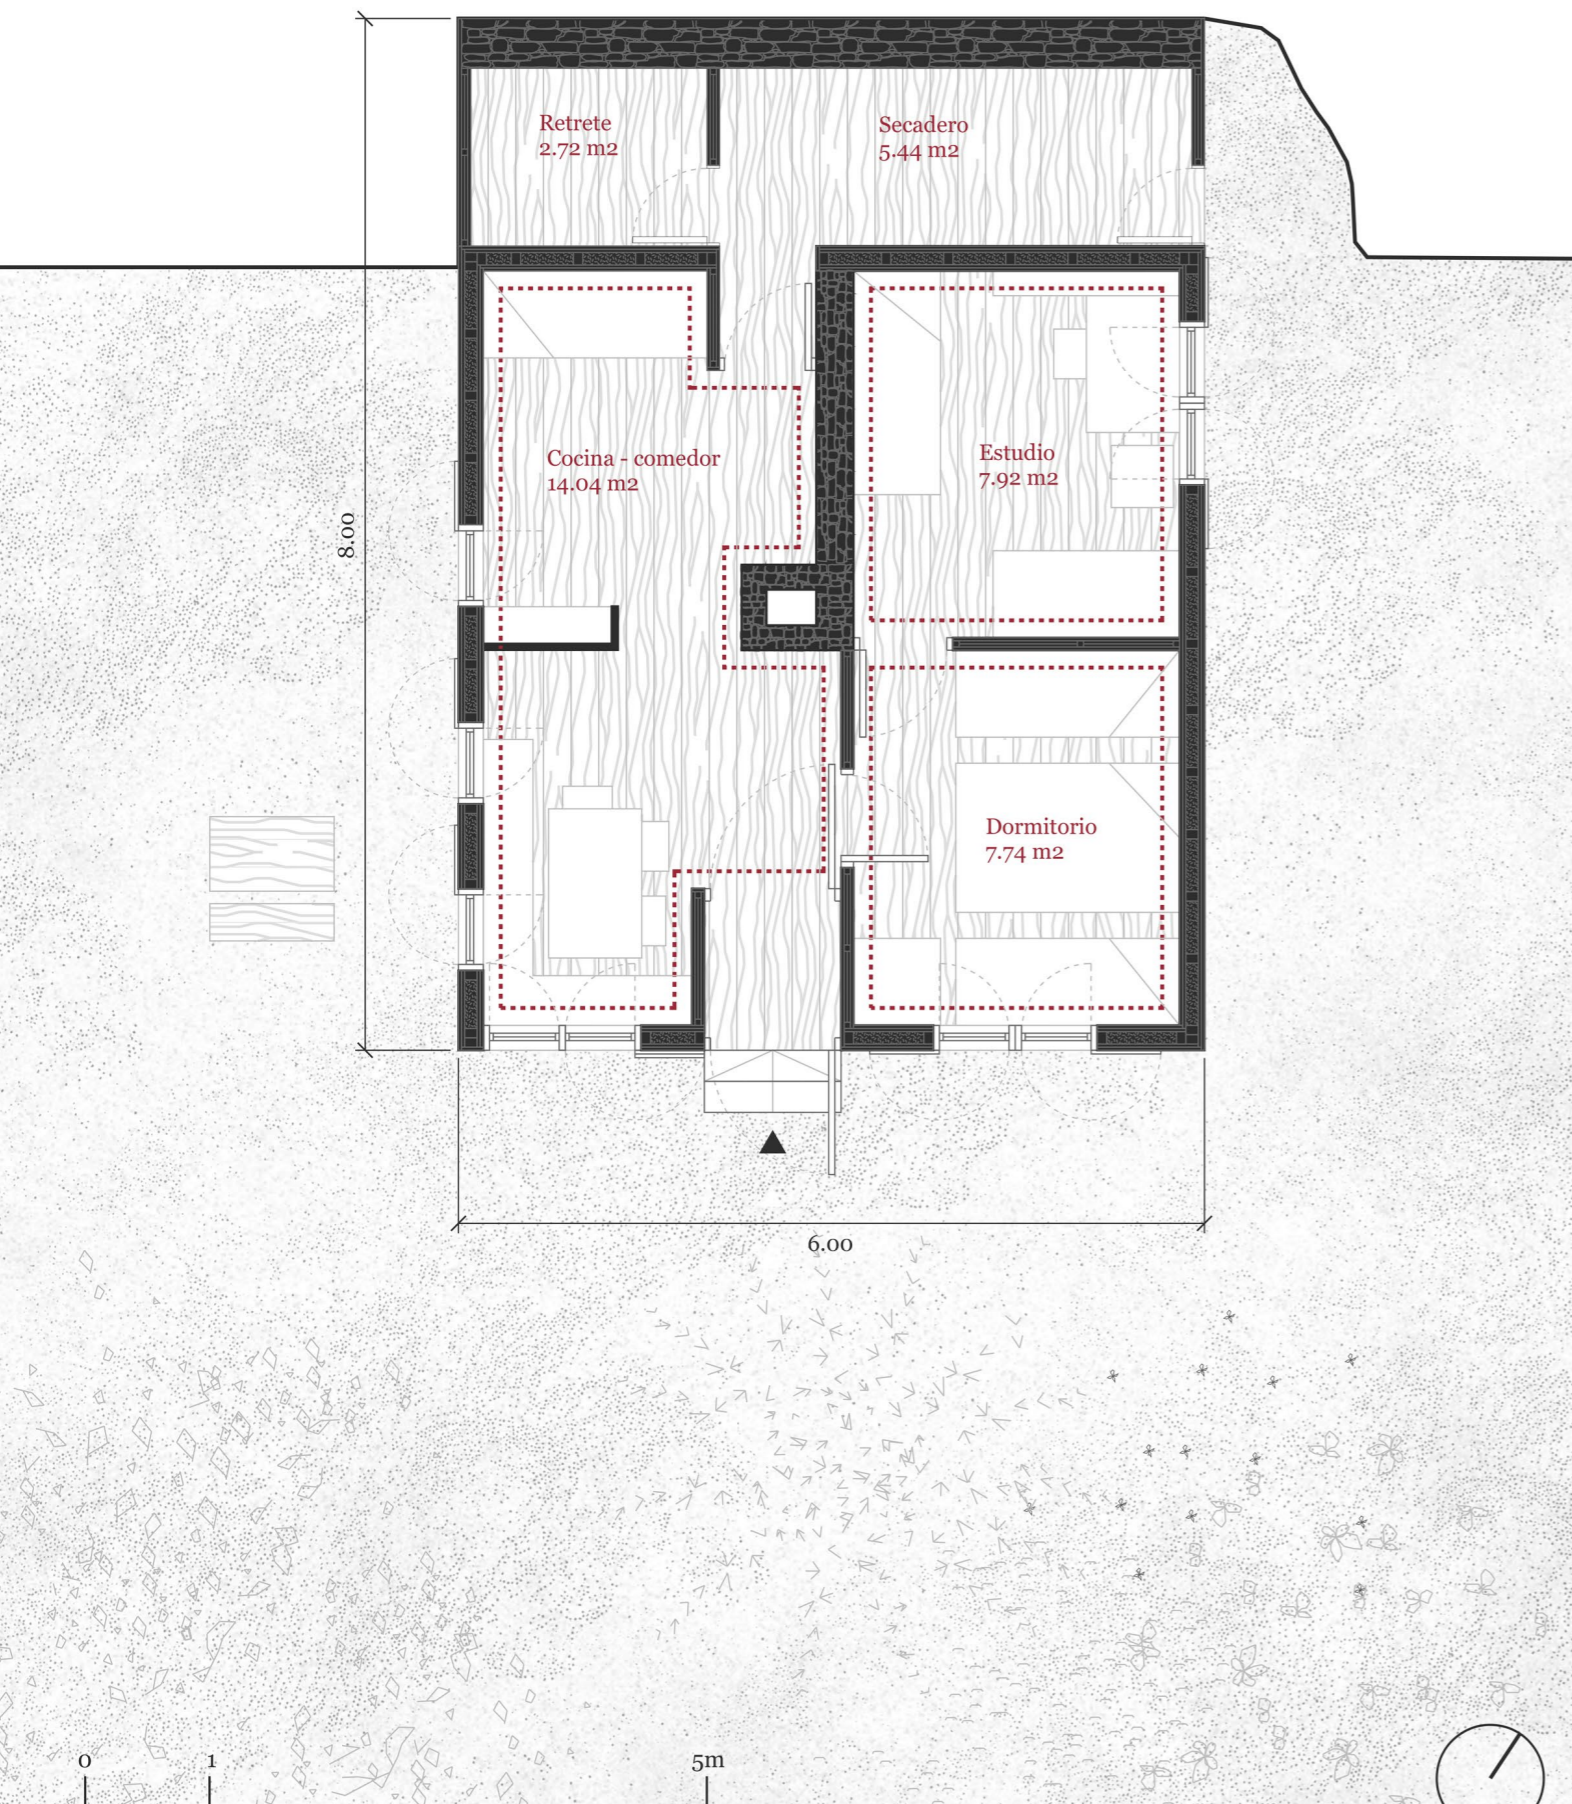 Retrete
2.72 m2
Secadero
5.44 m2
Cocina - comedor
14.04 m2
Estudio
7.92 m2
8.00
Dormitorio
7.74 m2
6.00
0 1 5m